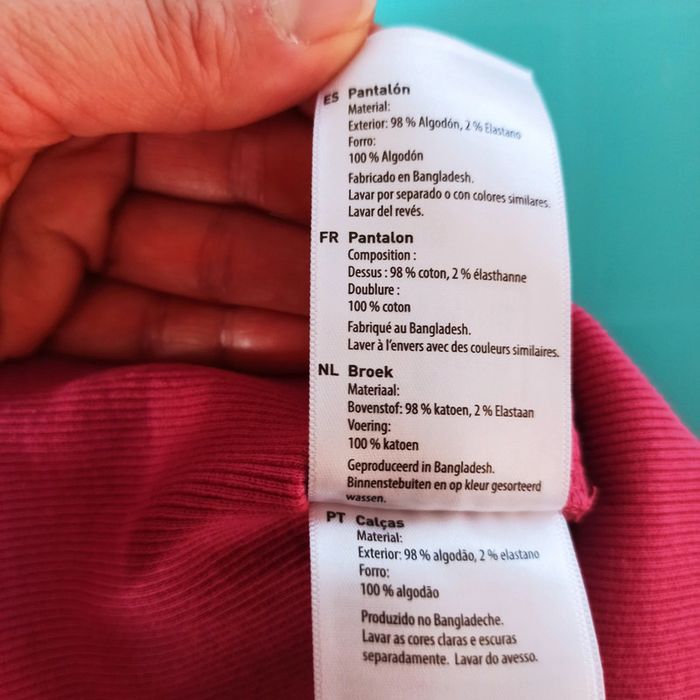 ES Pantalón
Material:
Exterior: 98 % Algodón, 2 % Elastano
Forro:
100 % Algodón
Fabricado en Bangladesh.
Lavar por separado o con colores similares.
Lavar del revés.
FR Pantalon
Composition :
Dessus : 98 % coton, 2 % élasthanne
Doublure :
100 % coton
Fabriqué au Bangladesh.
Laver à l'envers avec des couleurs similaires.
NL Broek
Materiaal:
Bovenstof: 98 % katoen, 2 % Elastaan
Voering:
100 % katoen
Geproduceerd in Bangladesh.
Binnenstebuiten en op kleur gesorteerd
wassen.
PT Calças
Material:
Exterior: 98 % algodão, 2 % elastano
Forro:
100 % algodão
Produzido no Bangladeche.
Lavar as cores claras e escuras
separadamente. Lavar do avesso.